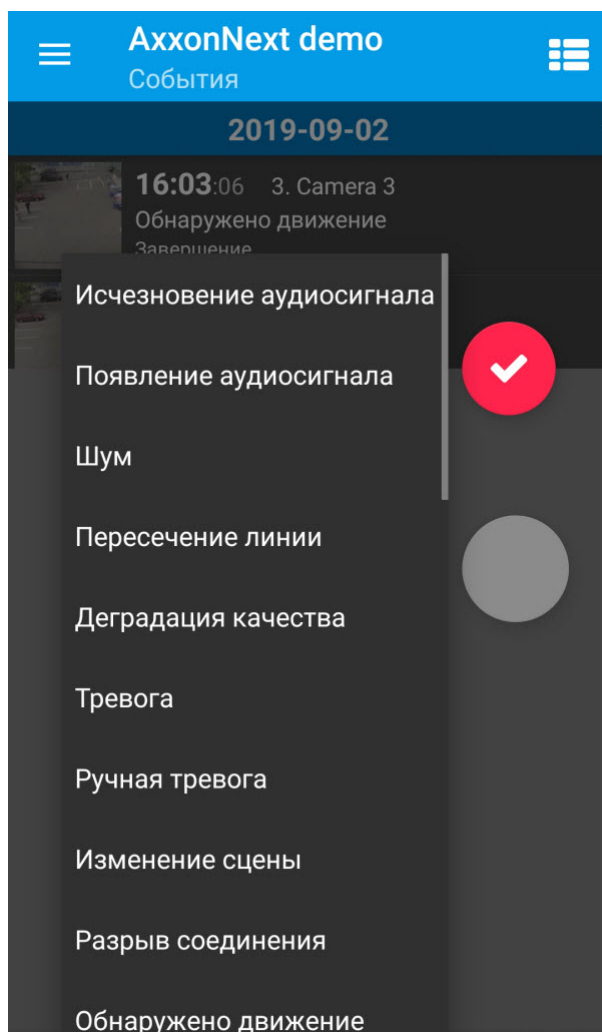 AxxonNext demo
События
2019-09-02
16:03:06 3. Camera 3
Обнаружено движение
Завершение
Исчезновение аудиосигнала
Появление аудиосигнала
Шум
Пересечение линии
Деградация качества
Тревога
Ручная тревога
Изменение сцены
Разрыв соединения
Обнаружено движение